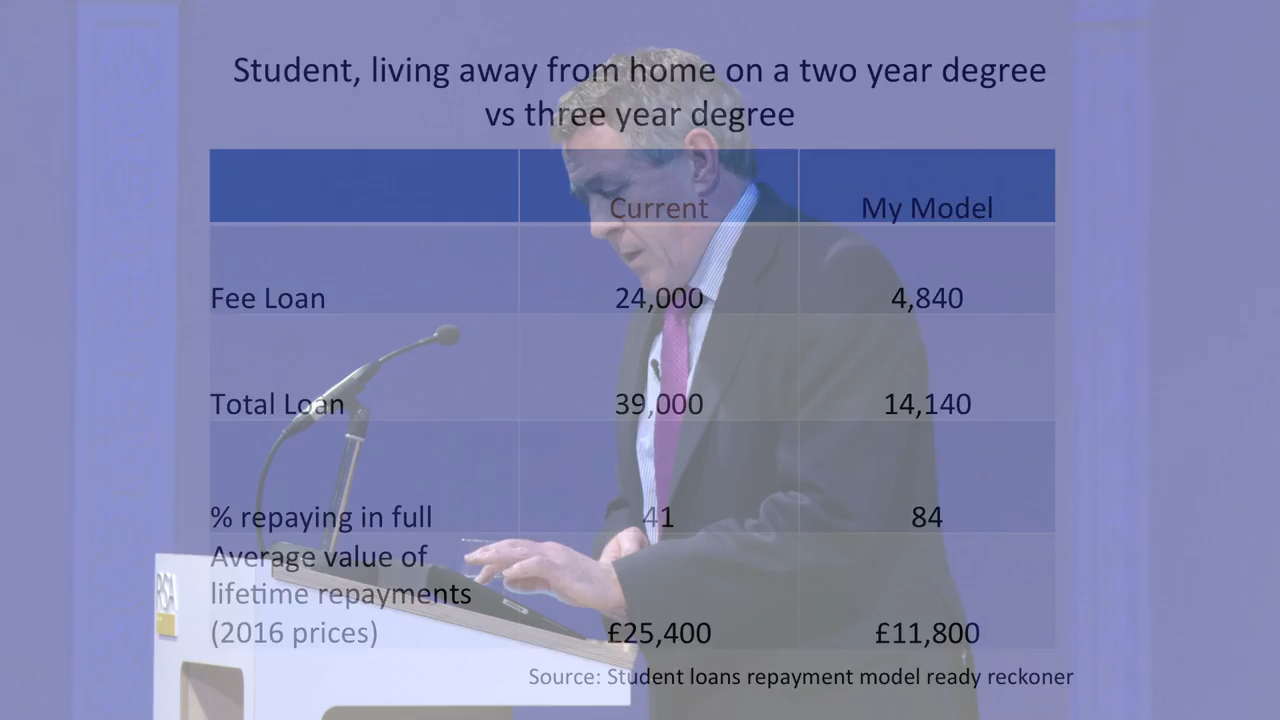 Student, living away from home on a two year degree
vs three year degree
Current My Model
Fee Loan 24,000 4,840
Total Loan 39,000 14,140
% repaying in full 41 84
Average value of
lifetime repayments
(2016 prices) £25,400 £11,800
Source: Student loans repayment model ready reckoner
RSA